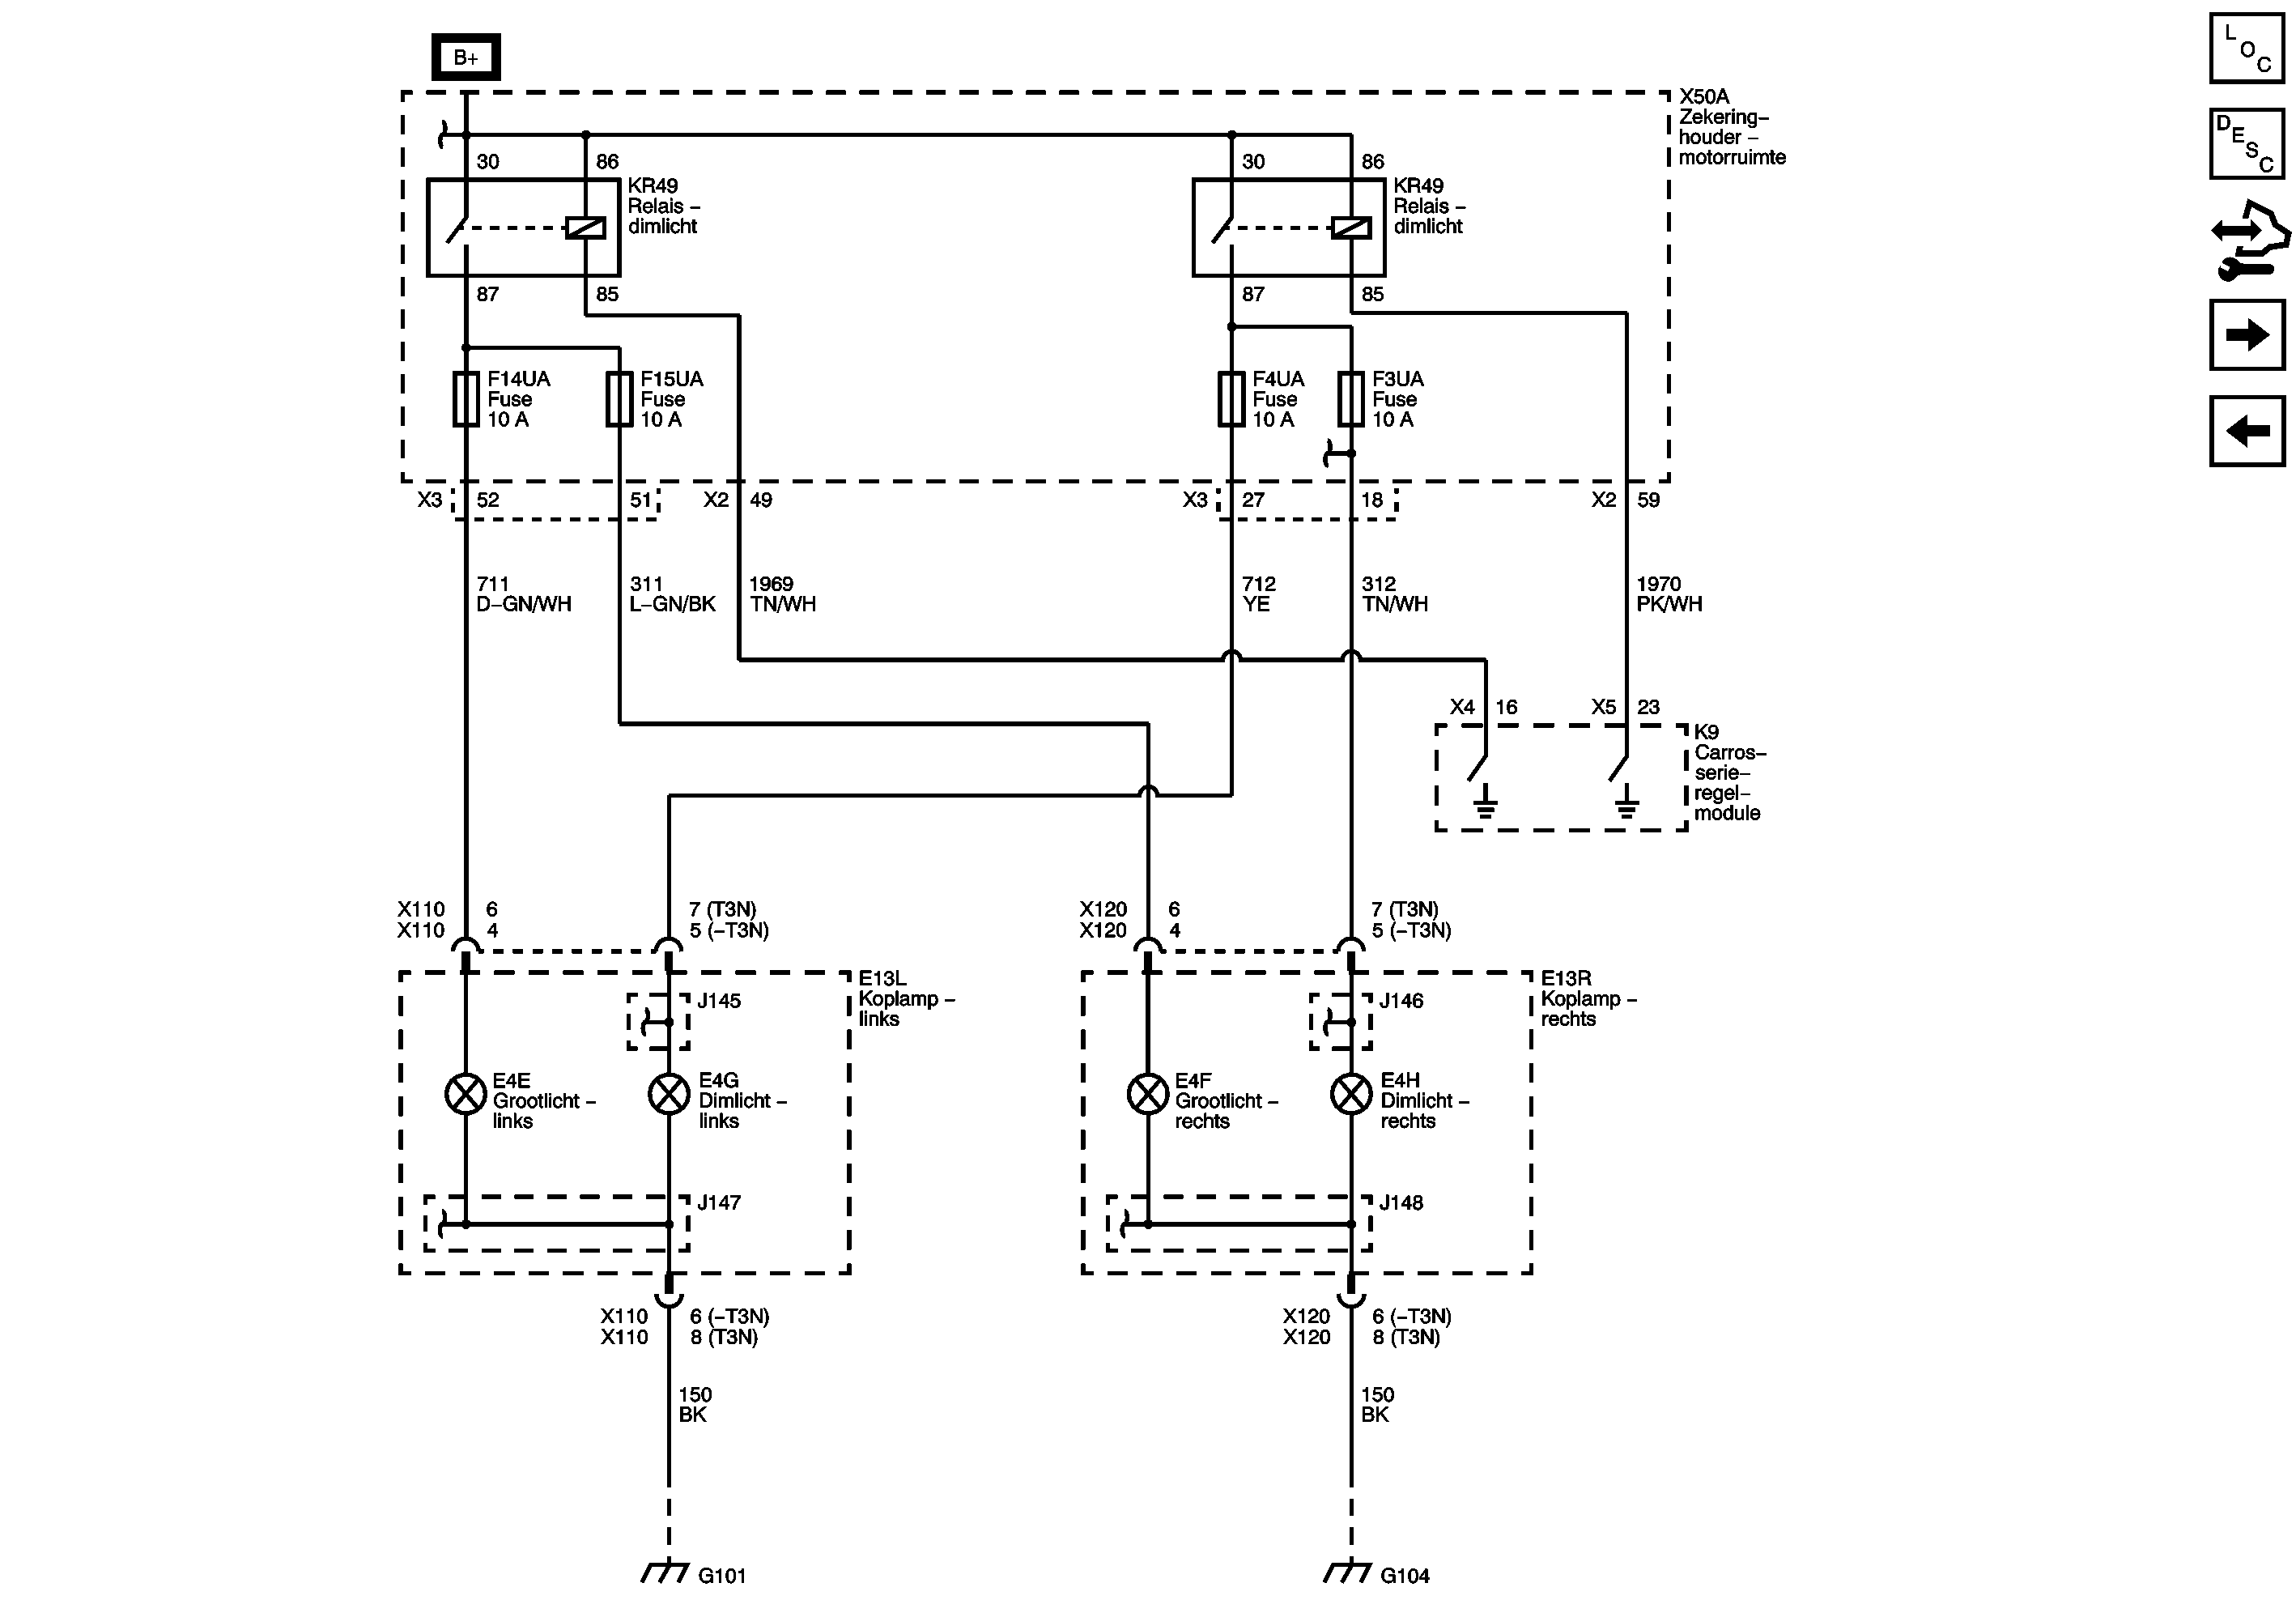 B+
L
O
C
D
E
S
C
X50A
Zekering–
houder –
motorruimte
30
86
30
86
KR49
Relais –
dimlicht
KR49
Relais –
dimlicht
87
85
87
85
F14UA
Fuse
10 A
F15UA
Fuse
10 A
F4UA
Fuse
10 A
F3UA
Fuse
10 A
X3
52
51
X2
49
X3
27
18
X2
59
711
D–GN/WH
311
L–GN/BK
1969
TN/WH
712
YE
312
TN/WH
1970
PK/WH
X4
16
X5
23
K9
Carros–
serie–
regel–
module
X110
6
7 (T3N)
X110
4
5 (–T3N)
X120
6
7 (T3N)
X120
4
5 (–T3N)
E13L
Koplamp –
links
J145
E13R
Koplamp –
rechts
J146
E4E
Grootlicht –
links
E4G
Dimlicht –
links
E4F
Grootlicht –
rechts
E4H
Dimlicht –
rechts
J147
J148
X110
6 (–T3N)
X110
8 (T3N)
X120
6 (–T3N)
X120
8 (T3N)
150
BK
150
BK
G101
G104